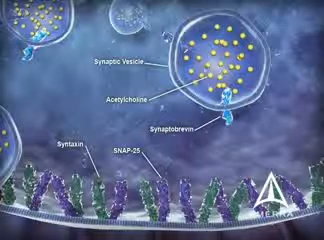 Synaptic Vesicle
Acetylcholine
Synaptobrevin
Syntaxin
SNAP-25